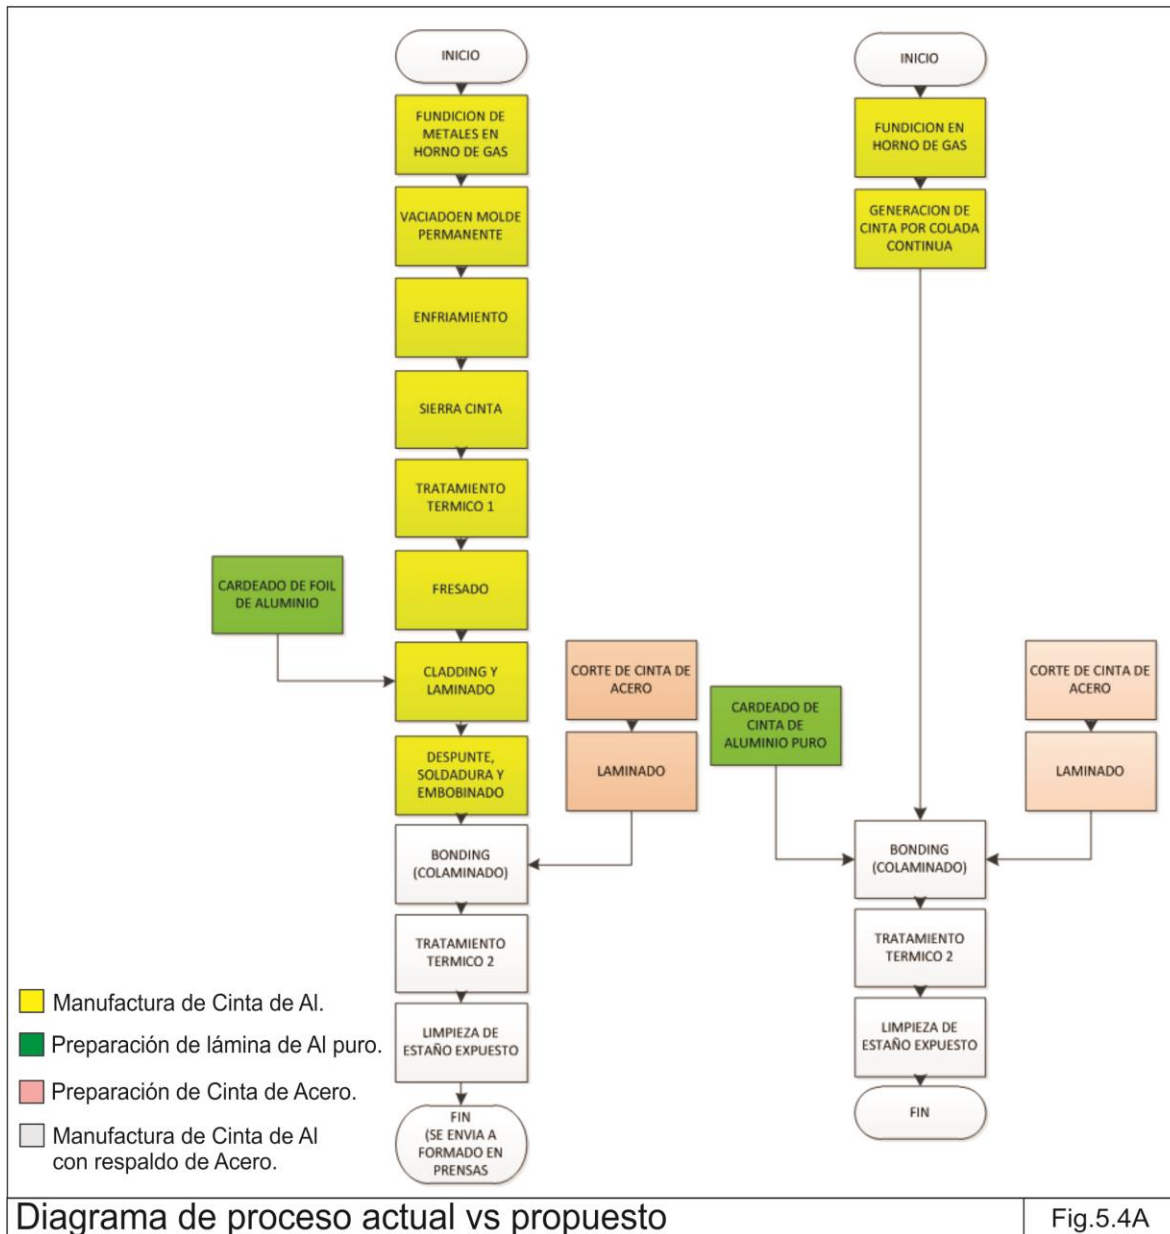 INICIO
FUNDICION DE
METALES EN
HORNO DE GAS
VACIADOEN MOLDE
PERMANENTE
ENFRIAMIENTO
SIERRA CINTA
TRATAMIENTO
TERMICO 1
FRESADO
CARDEADO DE FOIL
DE ALUMINIO
CLADDING Y
LAMINADO
DESPUNTE,
SOLDADURA Y
EMBOBINADO
CORTE DE CINTA DE
ACERO
LAMINADO
BONDING
(COLAMINADO)
TRATAMIENTO
TERMICO 2
LIMPIEZA DE
ESTAÑO EXPUESTO
FIN
(SE ENVIA A
FORMADO EN
PRENSAS
INICIO
FUNDICION EN
HORNO DE GAS
GENERACION DE
CINTA POR COLADA
CONTINUA
CARDEADO DE
CINTA DE
ALUMINIO PURO
CORTE DE CINTA DE
ACERO
LAMINADO
BONDING
(COLAMINADO)
TRATAMIENTO
TERMICO 2
LIMPIEZA DE
ESTAÑO EXPUESTO
FIN
Manufactura de Cinta de Al.
Preparación de lámina de Al puro.
Preparación de Cinta de Acero.
Manufactura de Cinta de Al
con respaldo de Acero.
Diagrama de proceso actual vs propuesto
Fig.5.4A